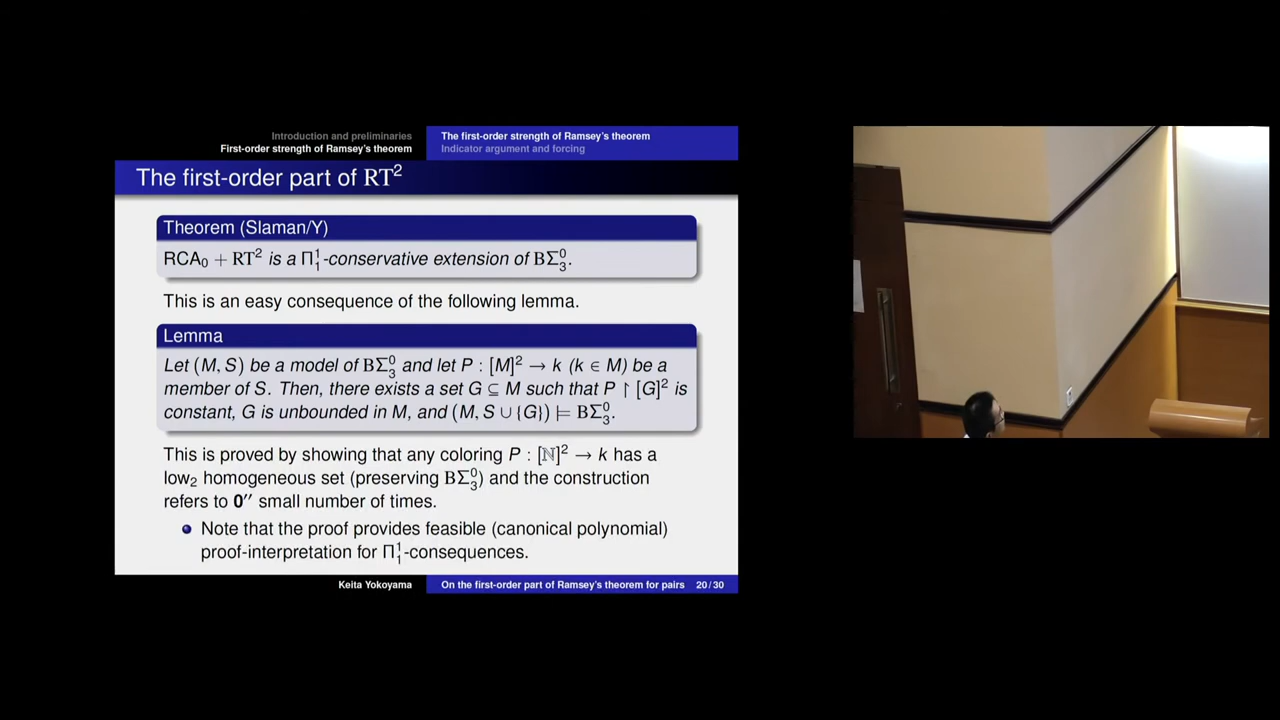 Introduction and preliminaries
First-order strength of Ramsey's theorem
The first-order strength of Ramsey's theorem
Indicator argument and forcing
The first-order part of RT²
Theorem (Slaman/Y)
RCA₀ + RT² is a Π¹₁-conservative extension of BΣ⁰₃.
This is an easy consequence of the following lemma.
Lemma
Let (M, S) be a model of BΣ⁰₃ and let P : [M]² → k (k ∈ M) be a
member of S. Then, there exists a set G ⊆ M such that P ↾ [G]² is
constant, G is unbounded in M, and (M, S ∪ {G}) ⊨ BΣ⁰₃.
This is proved by showing that any coloring P : [ℕ]² → k has a
low₂ homogeneous set (preserving BΣ⁰₃) and the construction
refers to 0″ small number of times.
Note that the proof provides feasible (canonical polynomial)
proof-interpretation for Π¹₁-consequences.
Keita Yokoyama
On the first-order part of Ramsey's theorem for pairs 20 / 30